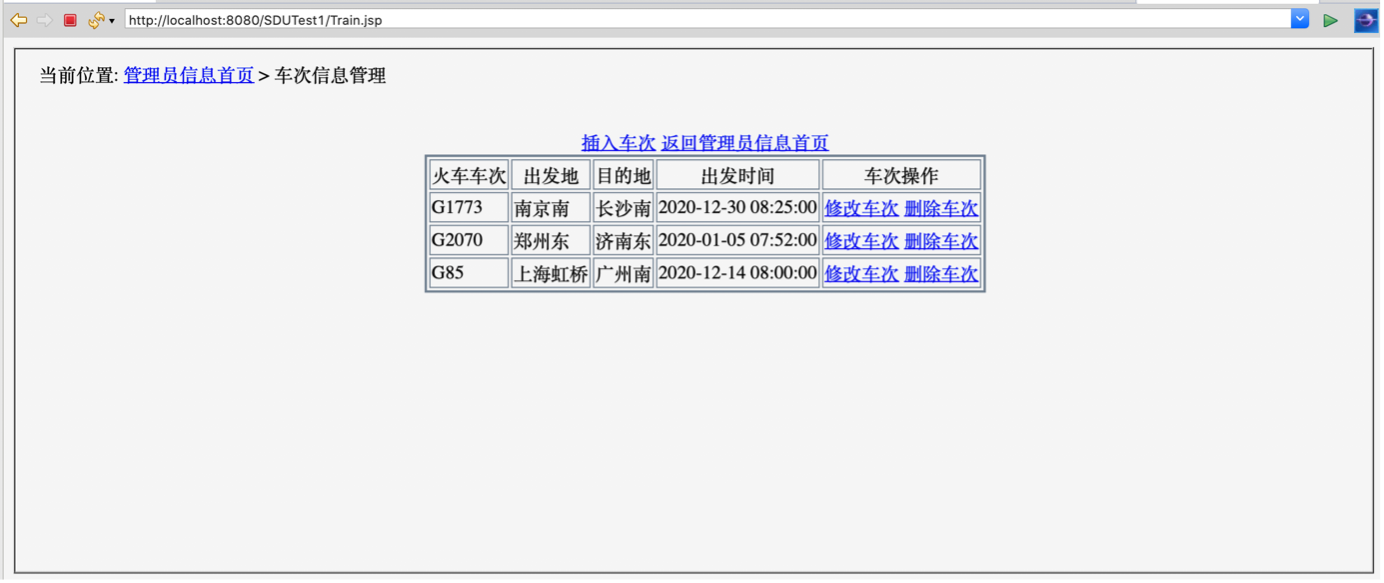 http://localhost:8080/SDUTest1/Train.jsp
当前位置: 管理员信息首页 > 车次信息管理
插入车次 返回管理员信息首页
火车车次 出发地 目的地 出发时间 车次操作
G1773 南京南 长沙南 2020-12-30 08:25:00 修改车次 删除车次
G2070 郑州东 济南东 2020-01-05 07:52:00 修改车次 删除车次
G85 上海虹桥 广州南 2020-12-14 08:00:00 修改车次 删除车次